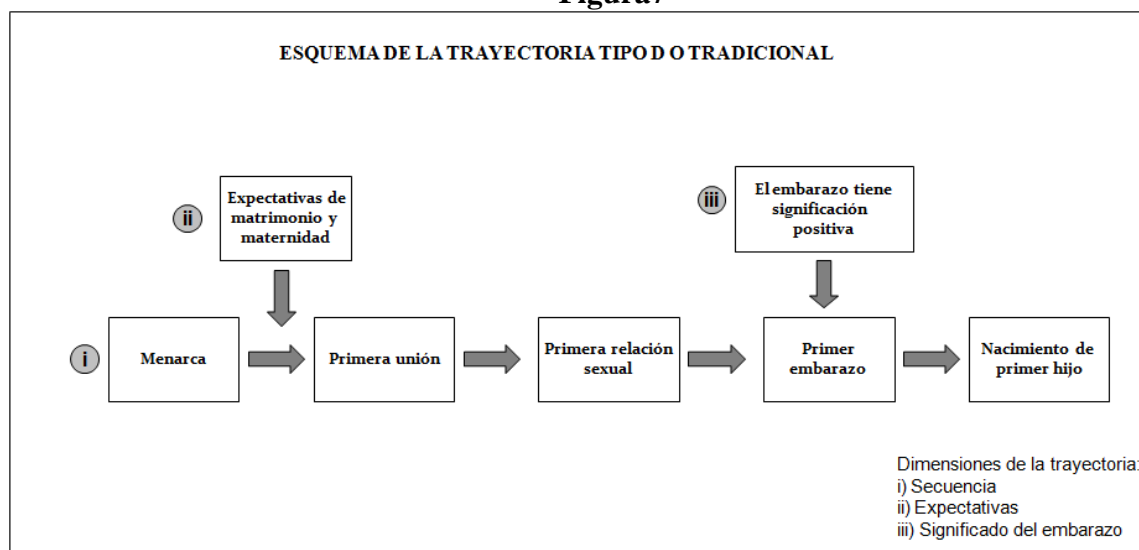 Figura7
ESQUEMA DE LA TRAYECTORIA TIPO D O TRADICIONAL
ii
Expectativas de
matrimonio y
maternidad
iii
El embarazo tiene
significación
positiva
i
Menarca
Primera unión
Primera relación
sexual
Primer
embarazo
Nacimiento de
primer hijo
Dimensiones de la trayectoria:
i) Secuencia
ii) Expectativas
iii) Significado del embarazo